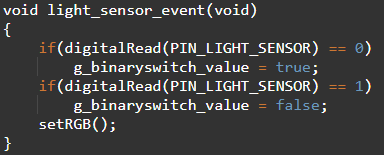 void light_sensor_event(void)
{
    if(digitalRead(PIN_LIGHT_SENSOR) == 0)
        g_binaryswitch_value = true;
    if(digitalRead(PIN_LIGHT_SENSOR) == 1)
        g_binaryswitch_value = false;
    setRGB();
}